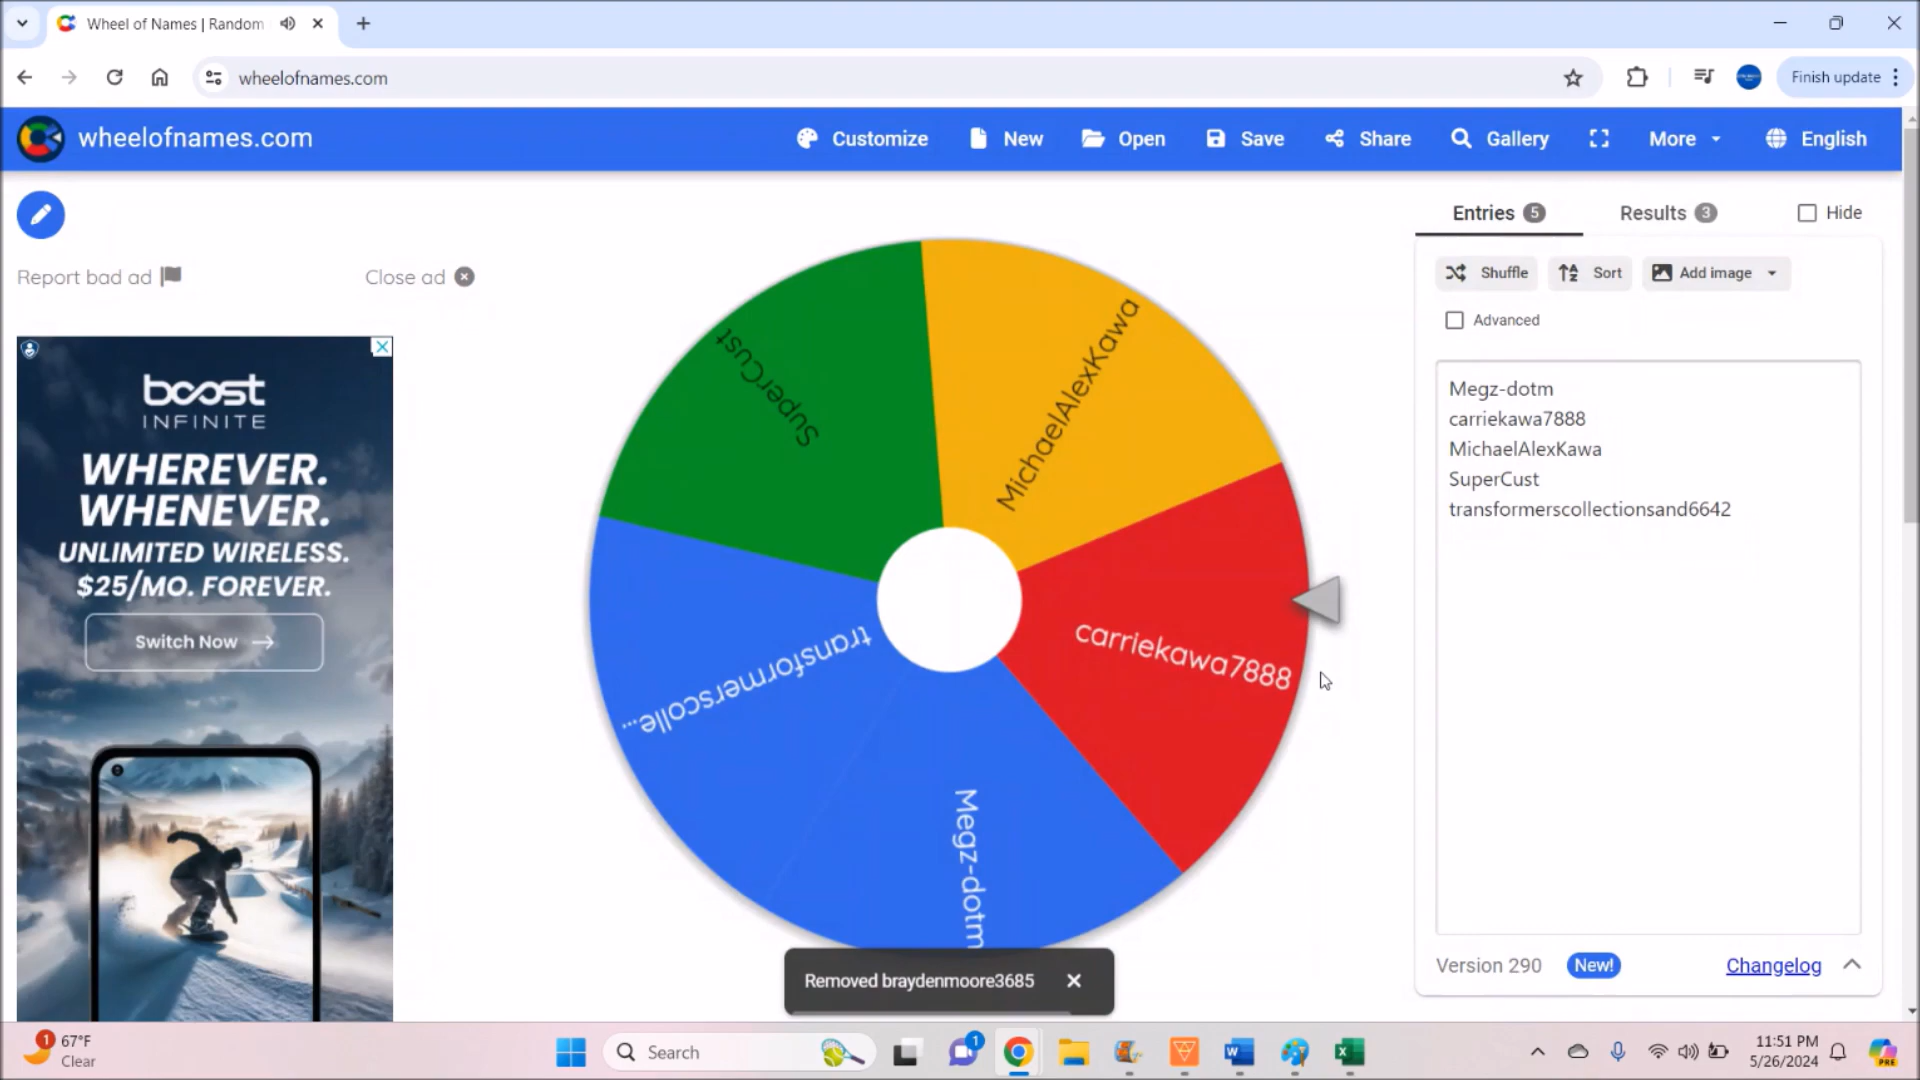 Wheel of Names | Random
wheelofnames.com
Finish update
wheelofnames.com
Customize
New
Open
Save
Share
Gallery
More
English
Report bad ad
Close ad
Entries 5
Results 3
Hide
Shuffle
Sort
Add image
Advanced
Megz-dotm
carriekawa7888
MichaelAlexKawa
SuperCust
transformerscollectionsand6642
boost
INFINITE
WHEREVER.
WHENEVER.
UNLIMITED WIRELESS.
$25/MO. FOREVER.
Switch Now
SuperCust
MichaelAlexKawa
carriekawa7888
transformerscolle...
Megz-dotm
Removed braydenmoore3685
Version 290
New!
Changelog
1
67°F
Clear
Search
1
11:51 PM
5/26/2024
PRE